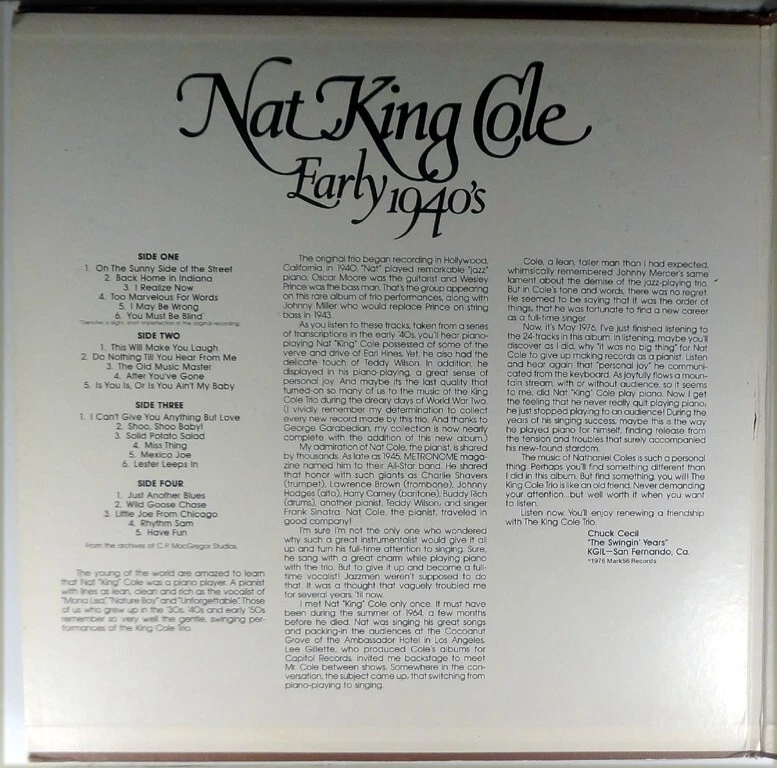 Nat King Cole
Early 1940's
SIDE ONE
1. On The Sunny Side of the Street
2. Back Home in Indiana
3. I Realize Now
4. Too Marvelous For Words
5. I May Be Wrong
6. You Must Be Blind*
*Denotes a slight short imperfection in the original recording.
SIDE TWO
1. This Will Make You Laugh
2. Do Nothing Till You Hear From Me
3. The Old Music Master
4. After You've Gone
5. Is You Is, Or Is You Ain't My Baby
SIDE THREE
1. I Can't Give You Anything But Love
2. Shoo, Shoo Baby!
3. Solid Potato Salad
4. Miss Thing
5. Mexico Joe
6. Lester Leeps In
SIDE FOUR
1. Just Another Blues
2. Wild Goose Chase
3. Little Joe From Chicago
4. Rhythm Sam
5. Have Fun
From the archives of C.P. MacGregor Studios.
The young of the world are amazed to learn
that Nat "King" Cole was a piano player. A pianist
with lines as lean, clean and rich as the vocalist of
"Mona Lisa," "Nature Boy" and "Unforgettable". Those
of us who grew up in the '30s, '40s and early '50s
remember so very well the gentle, swinging per-
formances of the King Cole Trio.
The original trio began recording in Hollywood,
California in 1940. "Nat" played remarkable "jazz"
piano, Oscar Moore was the guitarist and Wesley
Prince was the bass man. That's the group appearing
on this rare album of trio performances, along with
Johnny Miller who would replace Prince on string
bass in 1943.
As you listen to these tracks, taken from a series
of transcriptions in the early '40s, you'll hear piano-
playing Nat "King" Cole possessed of some of the
verve and drive of Earl Hines. Yet, he also had the
delicate touch of Teddy Wilson. In addition, he
displayed in his piano-playing, a great sense of
personal joy. And maybe its the last quality that
turned-on so many of us to the music of the King
Cole Trio during the dreary days of World War Two.
(I vividly remember my determination to collect
every new record made by this trio. And thanks to
George Garabedian, my collection is now nearly
complete with the addition of this new album.)
My admiration of Nat Cole, the pianist, is shared
by thousands. As late as 1945, METRONOME maga-
zine named him to their All-Star band. He shared
that honor with such giants as Charlie Shavers
(trumpet), Lawrence Brown (trombone), Johnny
Hodges (alto), Harry Carney (baritone), Buddy Rich
(drums), another pianist, Teddy Wilson, and singer
Frank Sinatra. Nat Cole, the pianist, traveled in
good company!
I'm sure I'm not the only one who wondered
why such a great instrumentalist would give it all
up and turn his full-time attention to singing. Sure,
he sang with a great charm while playing piano
with the trio. But to give it up and become a full-
time vocalist! Jazzmen weren't supposed to do
that. It was a thought that vaguely troubled me
for several years, 'til now.
I met Nat "King" Cole only once. It must have
been during the summer of 1964, a few months
before he died. Nat was singing his great songs
and packing-in the audiences at the Cocoanut
Grove of the Ambassador Hotel in Los Angeles.
Lee Gillette, who produced Cole's albums for
Capitol Records, invited me backstage to meet
Mr. Cole between shows. Somewhere in the con-
versation, the subject came up, that switching from
piano-playing to singing.
Cole, a lean, taller man than I had expected,
whimsically remembered Johnny Mercer's same
lament about the demise of the jazz-playing trio.
But in Cole's tone and words, there was no regret.
He seemed to be saying that it was the order of
things, that he was fortunate to find a new career
as a full-time singer.
Now, it's May 1976. I've just finished listening to
the 24-tracks in this album. In listening, maybe you'll
discover as I did, why "it was no big thing" for Nat
Cole to give up making records as a pianist. Listen
and hear again that "personal joy" he communi-
cated from the keyboard. As joyfully flows a moun-
tain stream, with or without audience, so it seems
to me, did Nat "King" Cole play piano. Now I get
the feeling that he never really quit playing piano,
he just stopped playing to an audience! During the
years of his singing success, maybe this is the way
he played piano for himself, finding release from
the tension and troubles that surely accompanied
his new-found stardom.
The music of Nathaniel Coles is such a personal
thing. Perhaps you'll find something different than
I did in this album. But find something, you will! The
King Cole Trio is like an old friend. Never demanding
your attention...but well worth it when you want
to listen.
Listen now. You'll enjoy renewing a friendship
with The King Cole Trio.
Chuck Cecil
"The Swingin' Years"
KGIL—San Fernando, Ca.
©1976 Mark56 Records